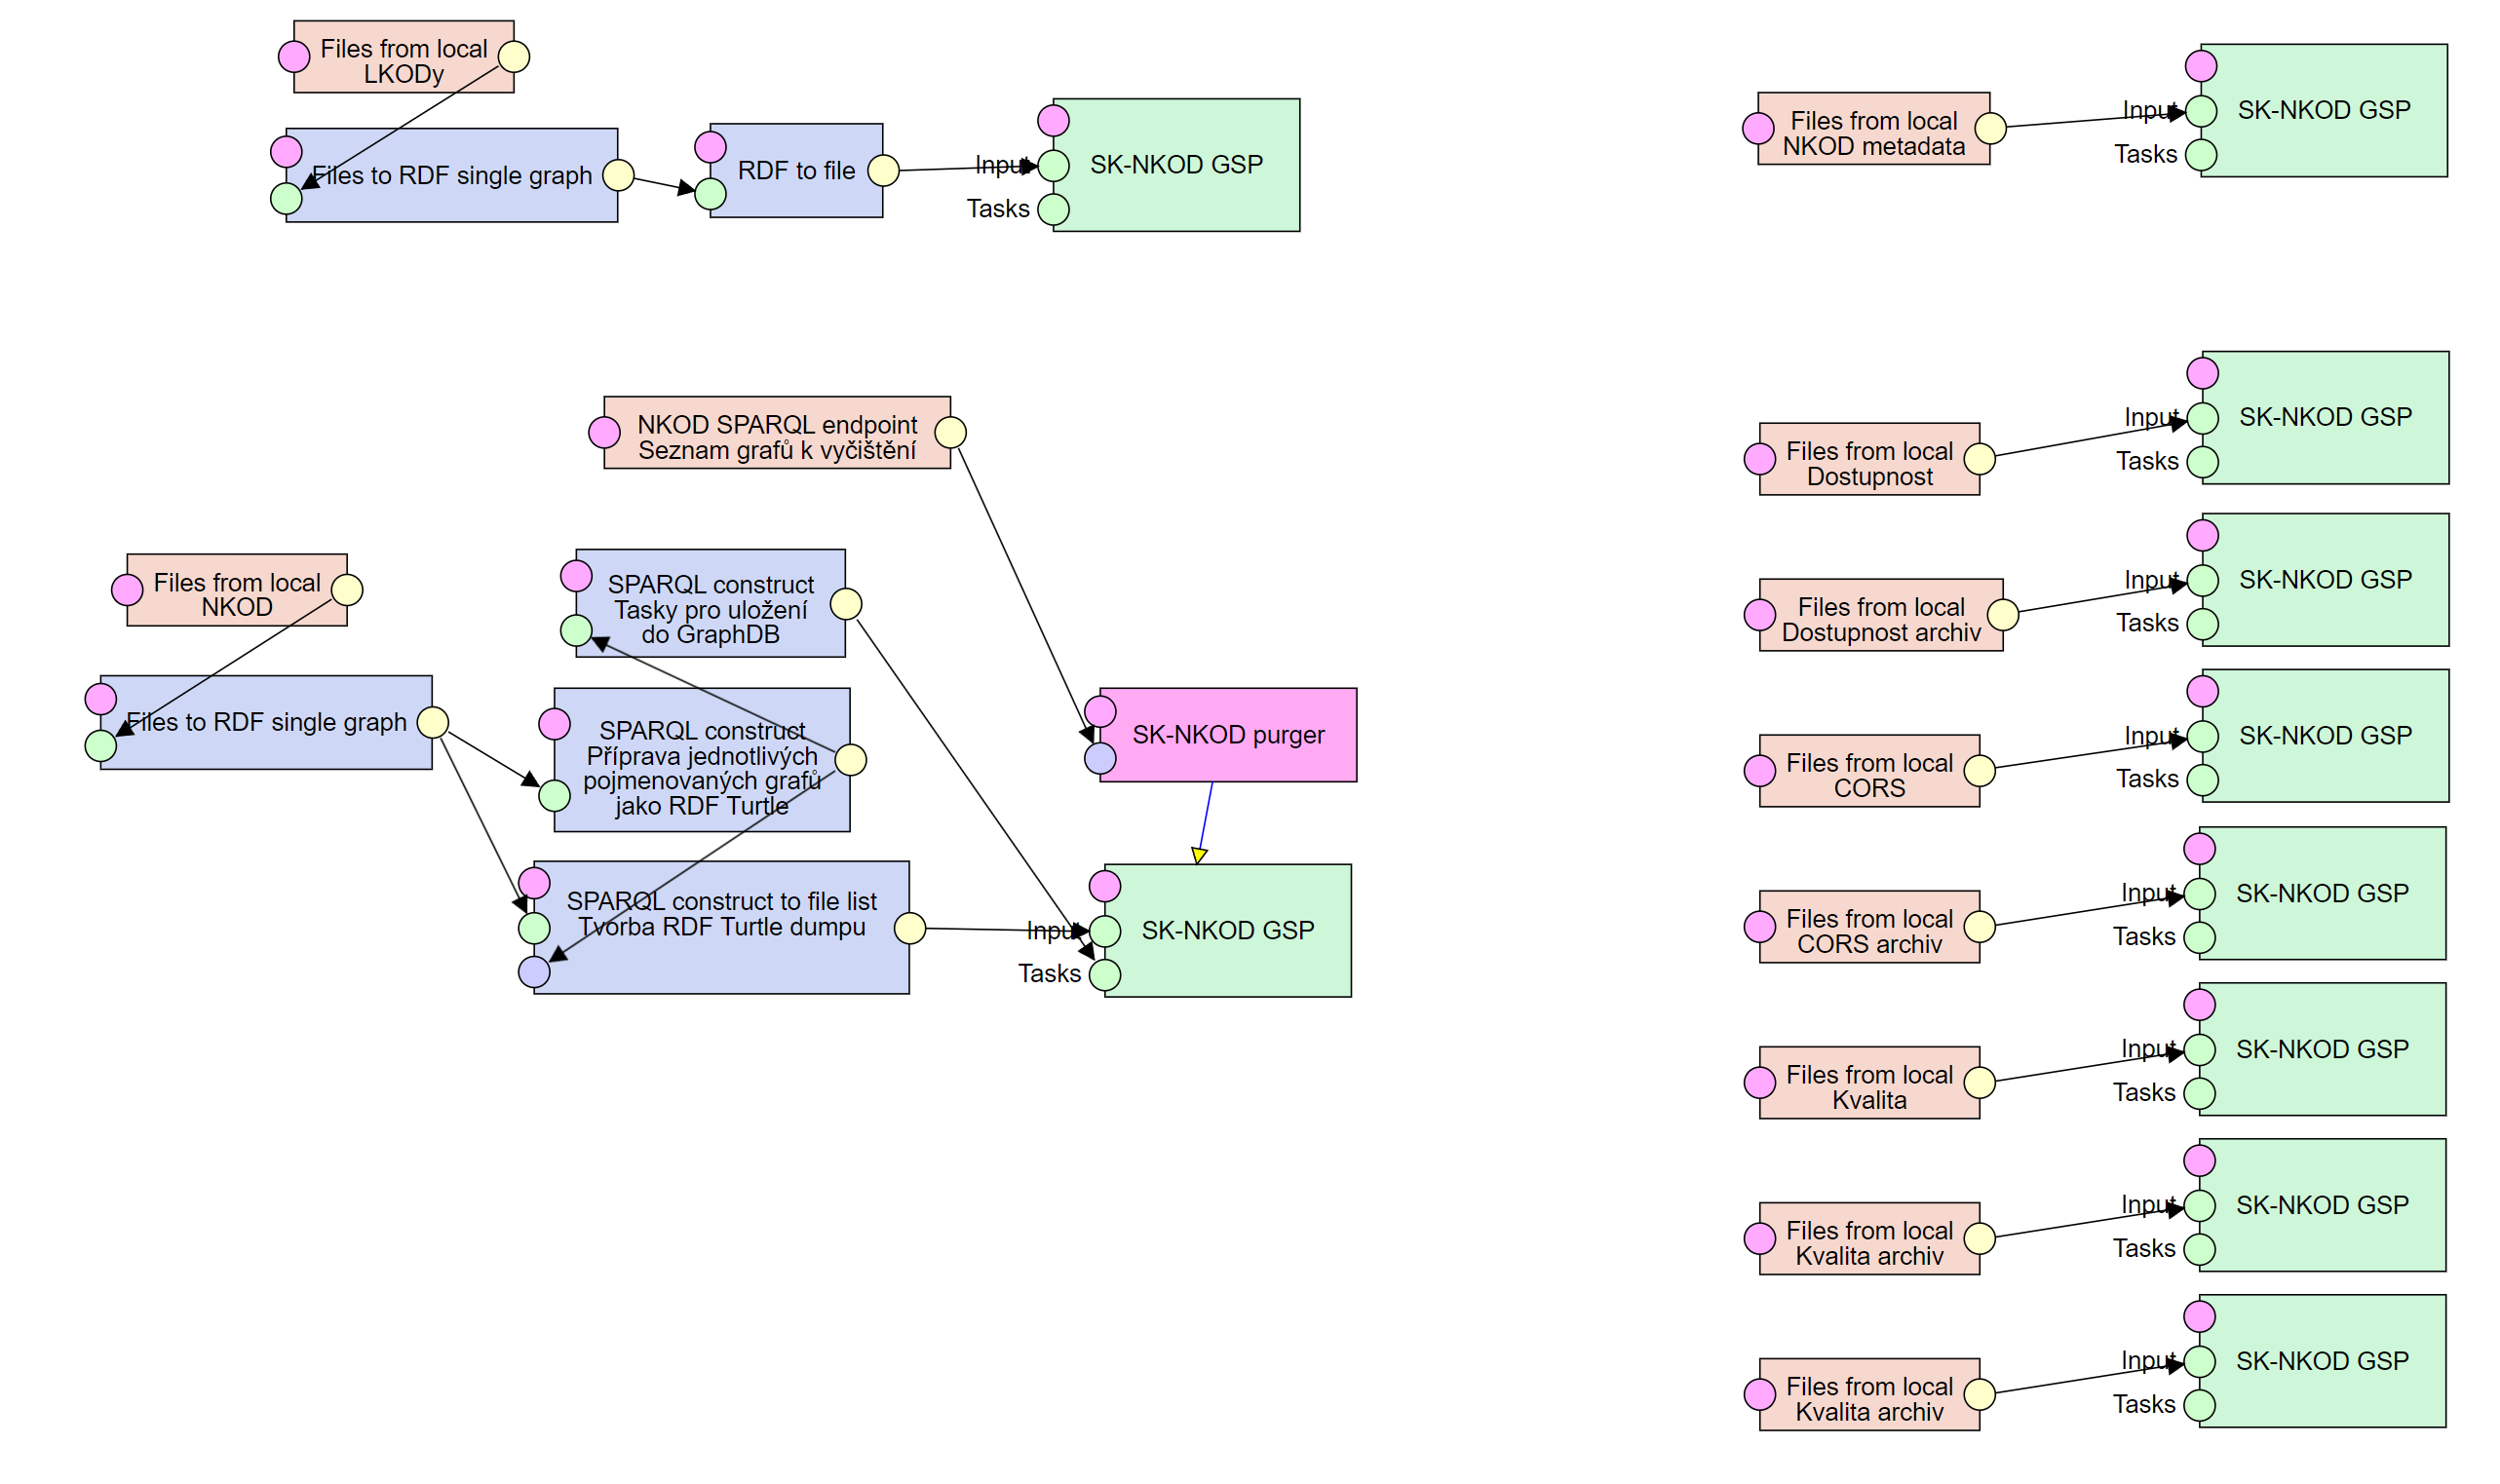 Files from local
LKODy
Files to RDF single graph
RDF to file
Input
Tasks
SK-NKOD GSP
NKOD SPARQL endpoint
Seznam grafů k vyčištění
Files from local
NKOD
Files to RDF single graph
SPARQL construct
Tasky pro uložení
do GraphDB
SPARQL construct
Příprava jednotlivých
pojmenovaných grafů
jako RDF Turtle
SPARQL construct to file list
Tvorba RDF Turtle dumpu
SK-NKOD purger
Input
Tasks
SK-NKOD GSP
Files from local
NKOD metadata
Input
Tasks
SK-NKOD GSP
Files from local
Dostupnost
Input
Tasks
SK-NKOD GSP
Files from local
Dostupnost archiv
Input
Tasks
SK-NKOD GSP
Files from local
CORS
Input
Tasks
SK-NKOD GSP
Files from local
CORS archiv
Input
Tasks
SK-NKOD GSP
Files from local
Kvalita
Input
Tasks
SK-NKOD GSP
Files from local
Kvalita archiv
Input
Tasks
SK-NKOD GSP
Files from local
Kvalita archiv
Input
Tasks
SK-NKOD GSP